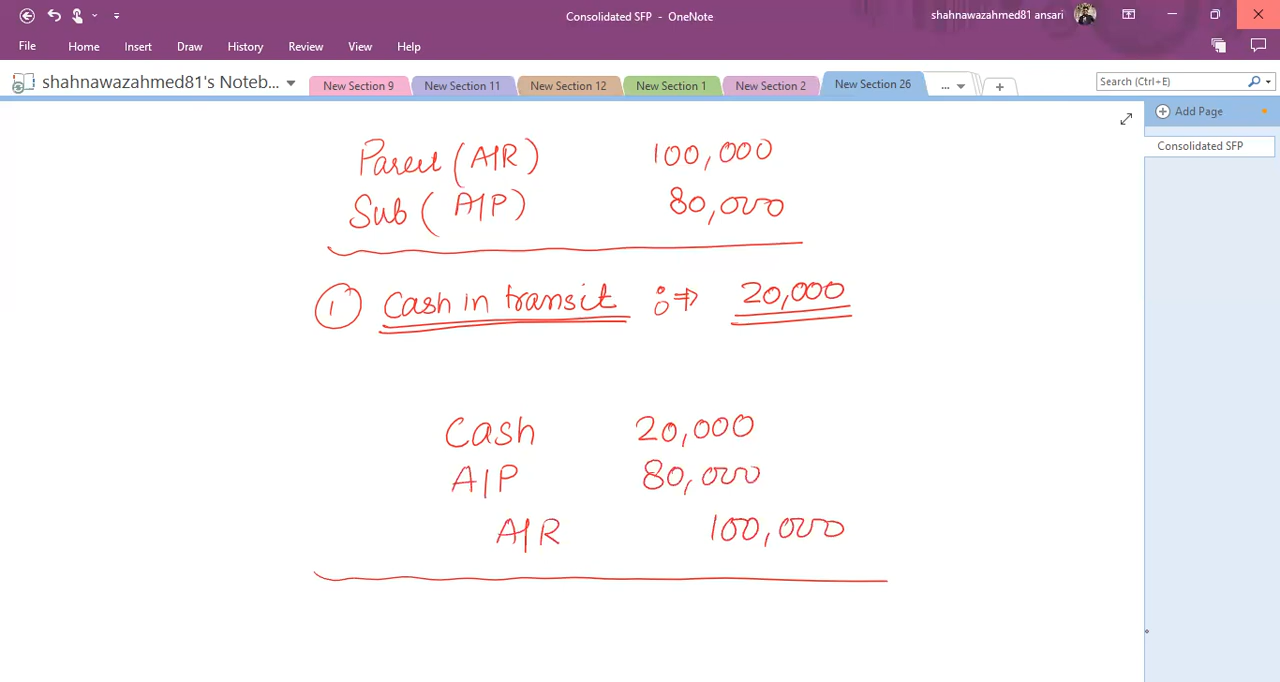 Consolidated SFP - OneNote
shahnawazahmed81 ansari
File Home Insert Draw History Review View Help
shahnawazahmed81's Noteb... New Section 9 New Section 11 New Section 12 New Section 1 New Section 2 New Section 26 ... + Search (Ctrl+E)
Add Page
Consolidated SFP
Parent (A/R) 100,000
Sub (A/P) 80,000
1 Cash in transit :⇒ 20,000
Cash 20,000
A/P 80,000
A/R 100,000